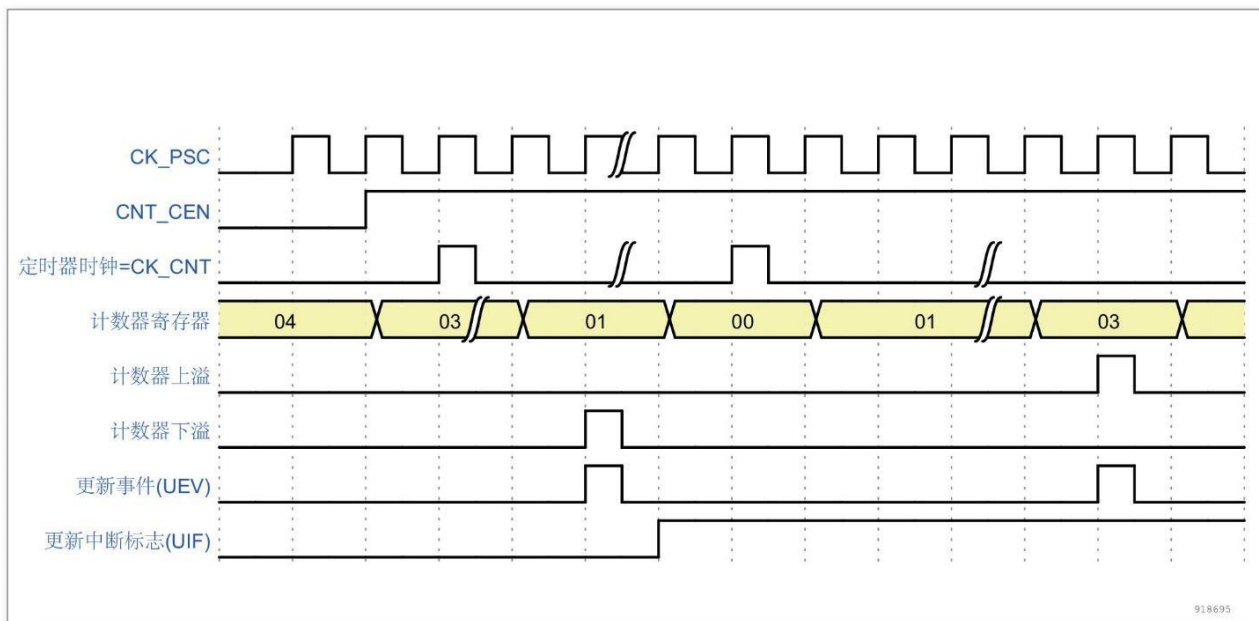 CK_PSC
CNT_CEN
定时器时钟=CK_CNT
计数器寄存器 04 03 01 00 01 03
计数器上溢
计数器下溢
更新事件(UEV)
更新中断标志(UIF)
918695